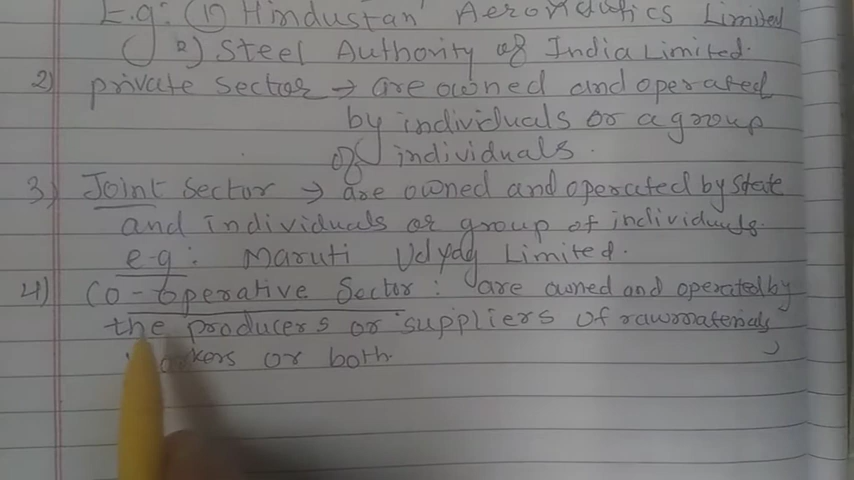 E.g: (1) Hindustan Aeronautics Limited
2) Steel Authority of India Limited.
2) private sector → are owned and operated
by individuals or a group
of individuals.
3) Joint Sector → are owned and operated by state
and individuals or group of individuals.
e-g: Maruti Udyog Limited.
4) Co-operative Sector: are owned and operated by
the producers or suppliers of rawmaterials,
or both.